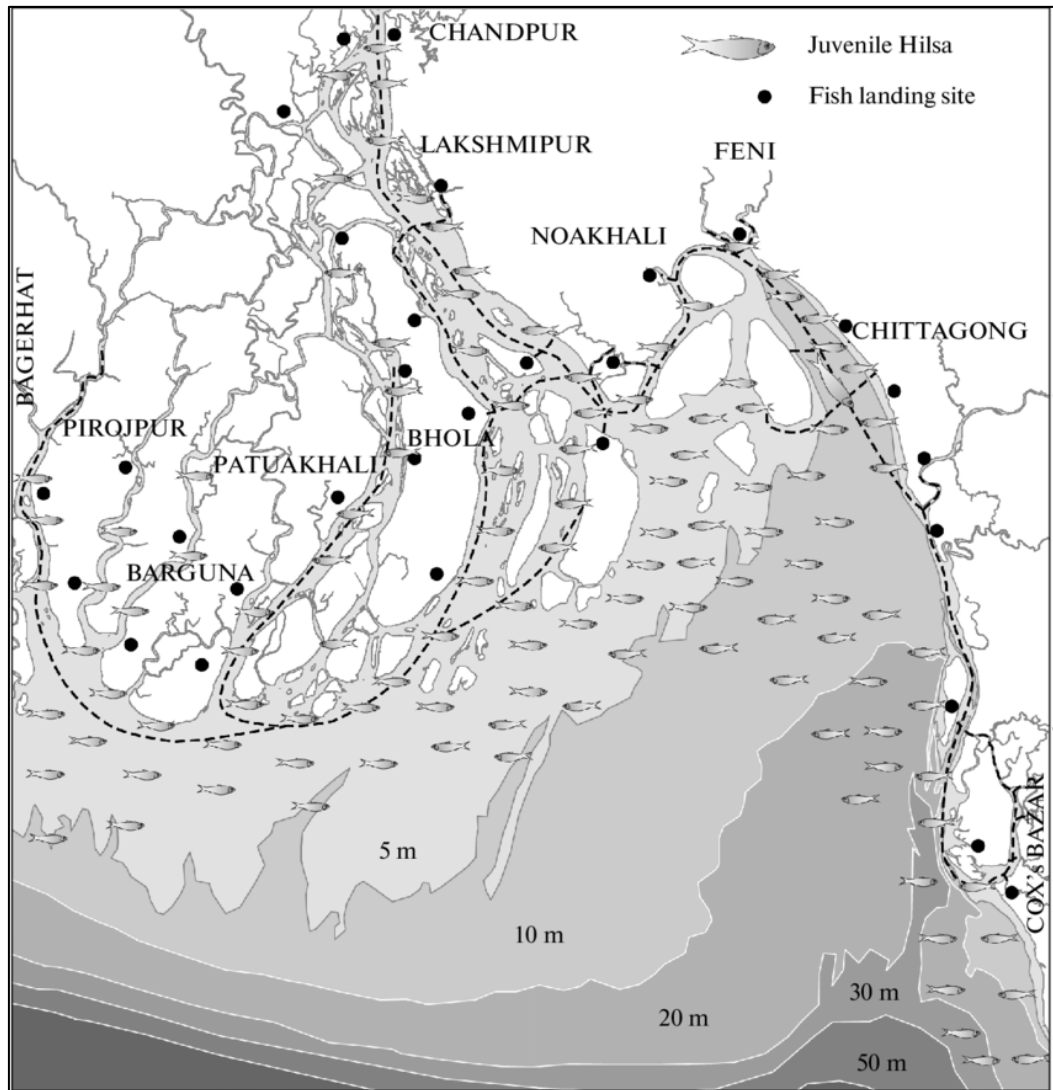 CHANDPUR
Juvenile Hilsa
Fish landing site
LAKSHMIPUR
FENI
NOAKHALI
BAGERHAT
CHITTAGONG
PIROJPUR
PATUAKHALI
BHOLA
BARGUNA
5 m
10 m
20 m
30 m
50 m
COX's BAZAR